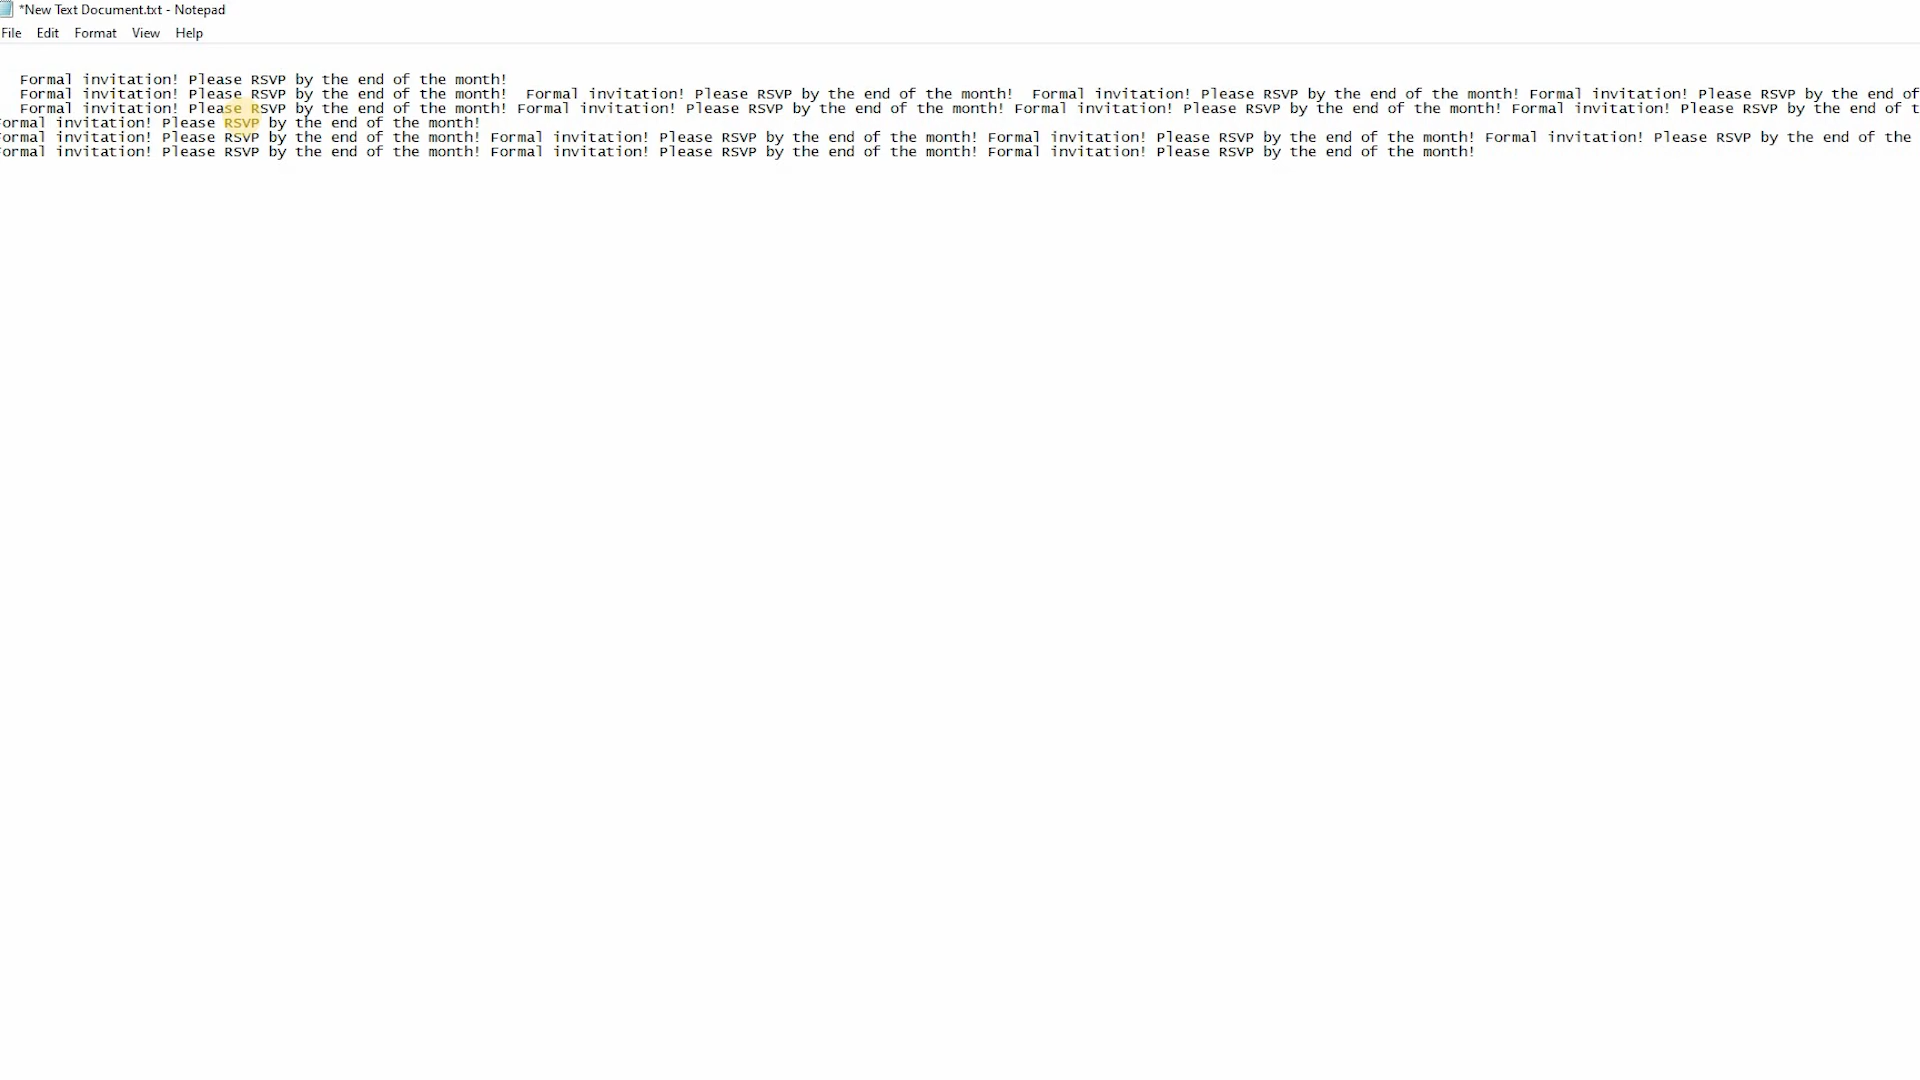 *New Text Document.txt - Notepad
File Edit Format View Help
Formal invitation! Please RSVP by the end of the month!
Formal invitation! Please RSVP by the end of the month!  Formal invitation! Please RSVP by the end of the month!  Formal invitation! Please RSVP by the end of the month! Formal invitation! Please RSVP by the end of
Formal invitation! Please RSVP by the end of the month! Formal invitation! Please RSVP by the end of the month! Formal invitation! Please RSVP by the end of the month! Formal invitation! Please RSVP by the end of t
Formal invitation! Please RSVP by the end of the month!
Formal invitation! Please RSVP by the end of the month! Formal invitation! Please RSVP by the end of the month! Formal invitation! Please RSVP by the end of the month! Formal invitation! Please RSVP by the end of the
Formal invitation! Please RSVP by the end of the month! Formal invitation! Please RSVP by the end of the month! Formal invitation! Please RSVP by the end of the month!